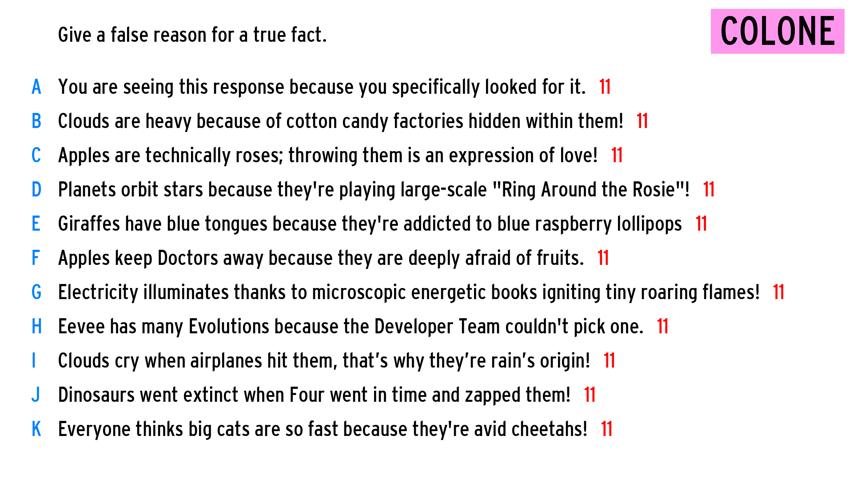 Give a false reason for a true fact.
COLONE
A You are seeing this response because you specifically looked for it. 11
B Clouds are heavy because of cotton candy factories hidden within them! 11
C Apples are technically roses; throwing them is an expression of love! 11
D Planets orbit stars because they're playing large-scale "Ring Around the Rosie"! 11
E Giraffes have blue tongues because they're addicted to blue raspberry lollipops 11
F Apples keep Doctors away because they are deeply afraid of fruits. 11
G Electricity illuminates thanks to microscopic energetic books igniting tiny roaring flames! 11
H Eevee has many Evolutions because the Developer Team couldn't pick one. 11
I Clouds cry when airplanes hit them, that’s why they’re rain’s origin! 11
J Dinosaurs went extinct when Four went in time and zapped them! 11
K Everyone thinks big cats are so fast because they're avid cheetahs! 11